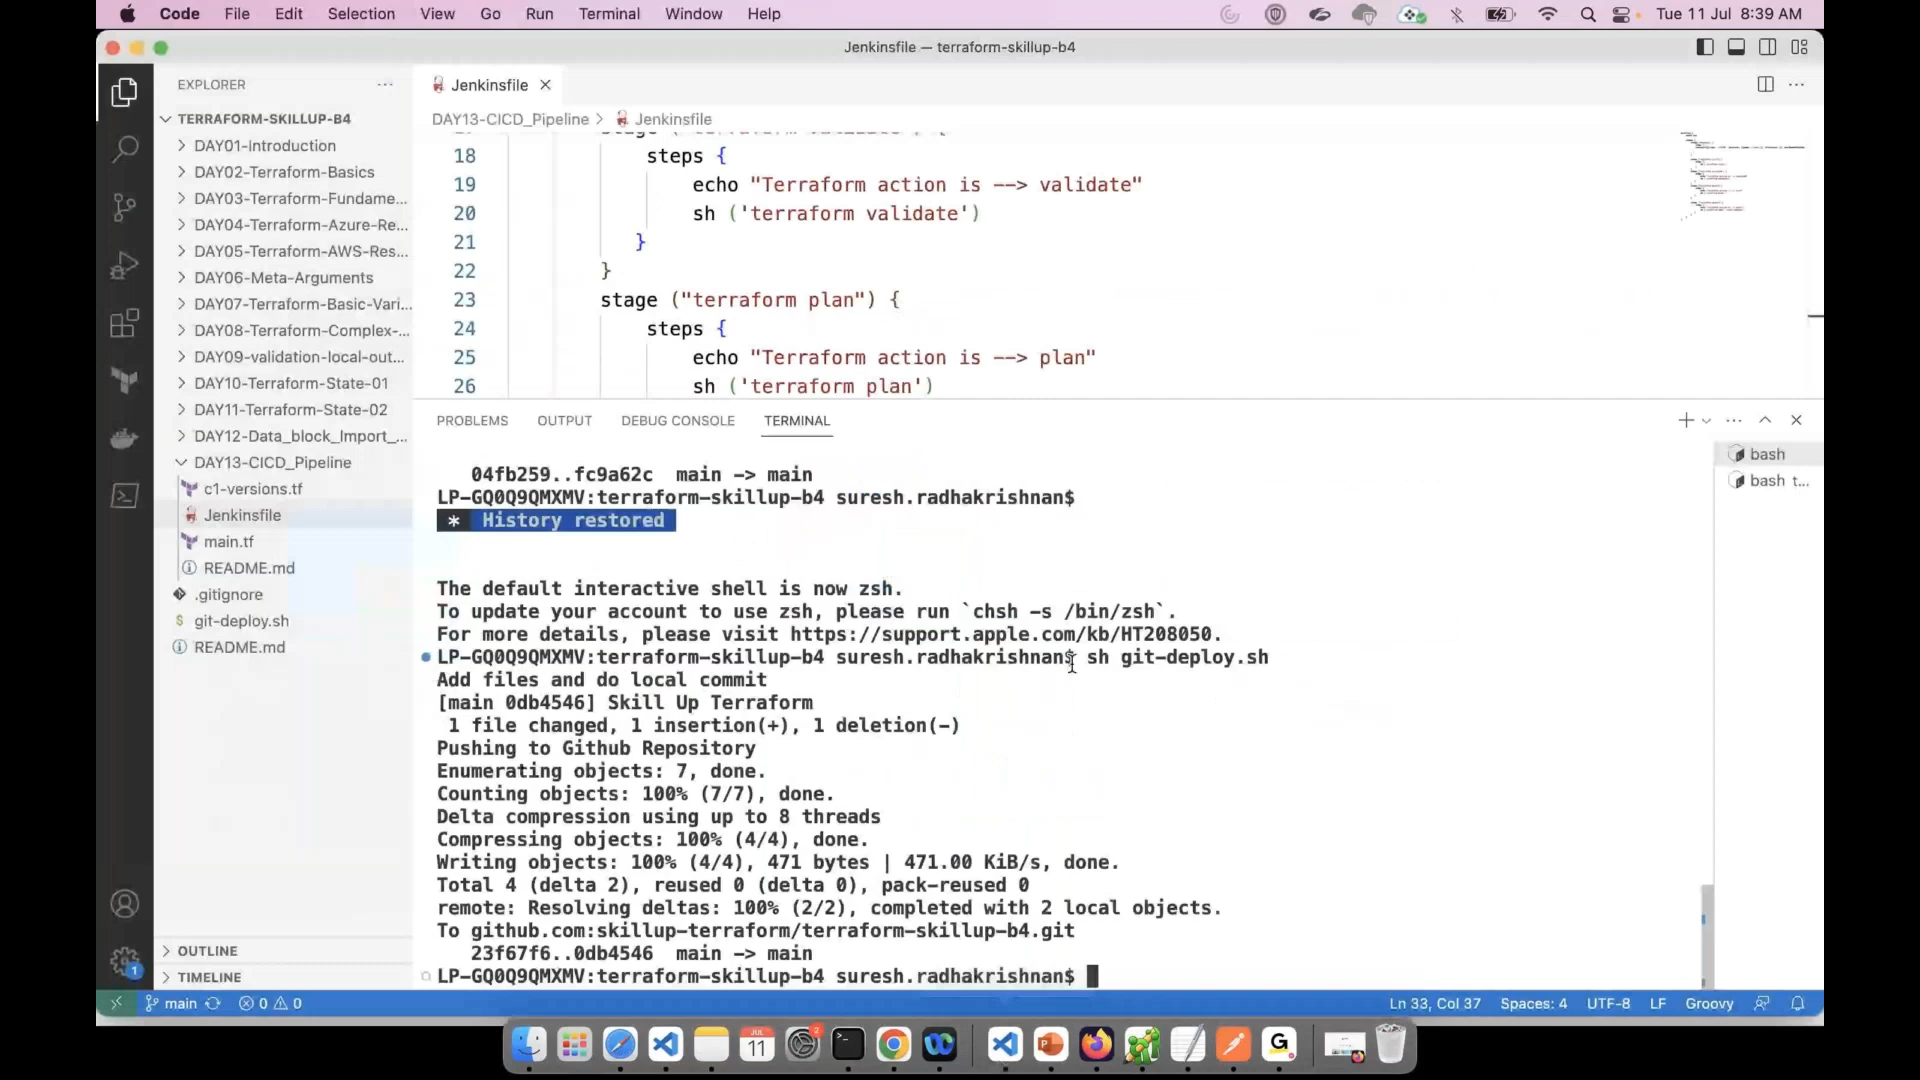 Code File Edit Selection View Go Run Terminal Window Help Tue 11 Jul 8:39 AM
Jenkinsfile — terraform-skillup-b4
EXPLORER
TERRAFORM-SKILLUP-B4
DAY01-Introduction
DAY02-Terraform-Basics
DAY03-Terraform-Fundame...
DAY04-Terraform-Azure-Re...
DAY05-Terraform-AWS-Res...
DAY06-Meta-Arguments
DAY07-Terraform-Basic-Vari...
DAY08-Terraform-Complex-...
DAY09-validation-local-out...
DAY10-Terraform-State-01
DAY11-Terraform-State-02
DAY12-Data_block_Import_...
DAY13-CICD_Pipeline
c1-versions.tf
Jenkinsfile
main.tf
README.md
.gitignore
$ git-deploy.sh
README.md
OUTLINE
TIMELINE
Jenkinsfile
DAY13-CICD_Pipeline > Jenkinsfile
18 steps {
19 echo "Terraform action is --> validate"
20 sh ('terraform validate')
21 }
22 }
23 stage ("terraform plan") {
24 steps {
25 echo "Terraform action is --> plan"
26 sh ('terraform plan')
PROBLEMS OUTPUT DEBUG CONSOLE TERMINAL
04fb259..fc9a62c main -> main
LP-GQ0Q9QMXMV:terraform-skillup-b4 suresh.radhakrishnan$
* History restored
The default interactive shell is now zsh.
To update your account to use zsh, please run `chsh -s /bin/zsh`.
For more details, please visit https://support.apple.com/kb/HT208050.
LP-GQ0Q9QMXMV:terraform-skillup-b4 suresh.radhakrishnan$ sh git-deploy.sh
Add files and do local commit
[main 0db4546] Skill Up Terraform
1 file changed, 1 insertion(+), 1 deletion(-)
Pushing to Github Repository
Enumerating objects: 7, done.
Counting objects: 100% (7/7), done.
Delta compression using up to 8 threads
Compressing objects: 100% (4/4), done.
Writing objects: 100% (4/4), 471 bytes | 471.00 KiB/s, done.
Total 4 (delta 2), reused 0 (delta 0), pack-reused 0
remote: Resolving deltas: 100% (2/2), completed with 2 local objects.
To github.com:skillup-terraform/terraform-skillup-b4.git
23f67f6..0db4546 main -> main
LP-GQ0Q9QMXMV:terraform-skillup-b4 suresh.radhakrishnan$
bash
bash t...
1
main 0 0 Ln 33, Col 37 Spaces: 4 UTF-8 LF Groovy
JUL
11
2